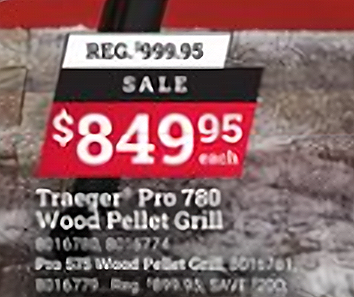 REG. $999.95
SALE
$849.95
each
Traeger® Pro 780
Wood Pellet Grill
8016780, 8016774
Pro 575 Wood Pellet Grill, 5016781,
8016779 Reg. $899.95, SAVE $200,